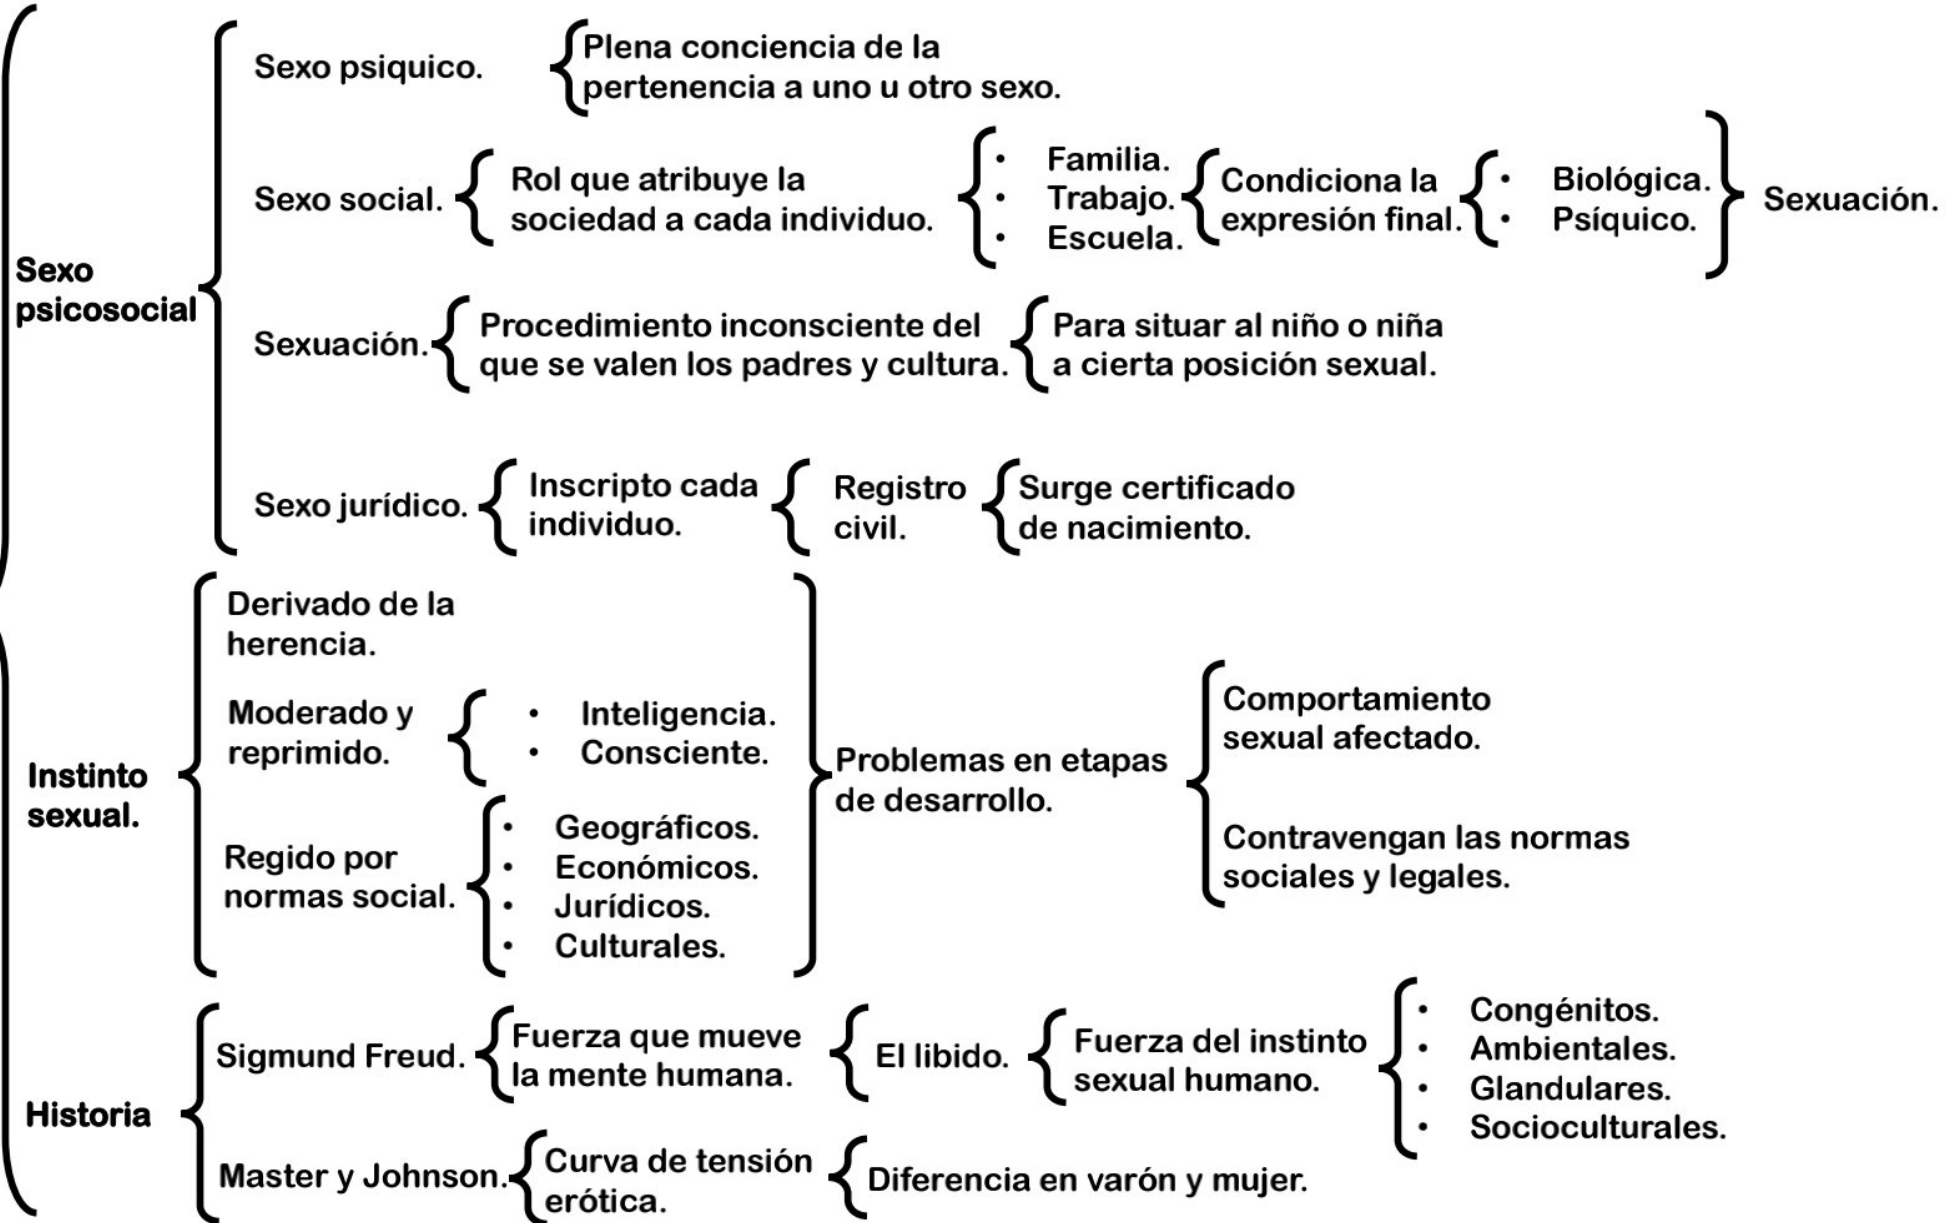 Sexo psiquico.
Plena conciencia de la
pertenencia a uno u otro sexo.
Sexo social.
Rol que atribuye la
sociedad a cada individuo.
• Familia.
• Trabajo.
• Escuela.
Condiciona la
expresión final.
• Biológica.
• Psíquico.
Sexuación.
Sexo
psicosocial
Sexuación.
Procedimiento inconsciente del
que se valen los padres y cultura.
Para situar al niño o niña
a cierta posición sexual.
Sexo jurídico.
Inscripto cada
individuo.
Registro
civil.
Surge certificado
de nacimiento.
Instinto
sexual.
Derivado de la
herencia.
Moderado y
reprimido.
• Inteligencia.
• Consciente.
Regido por
normas social.
• Geográficos.
• Económicos.
• Jurídicos.
• Culturales.
Problemas en etapas
de desarrollo.
Comportamiento
sexual afectado.
Contravengan las normas
sociales y legales.
Historia
Sigmund Freud.
Fuerza que mueve
la mente humana.
El libido.
Fuerza del instinto
sexual humano.
• Congénitos.
• Ambientales.
• Glandulares.
• Socioculturales.
Master y Johnson.
Curva de tensión
erótica.
Diferencia en varón y mujer.